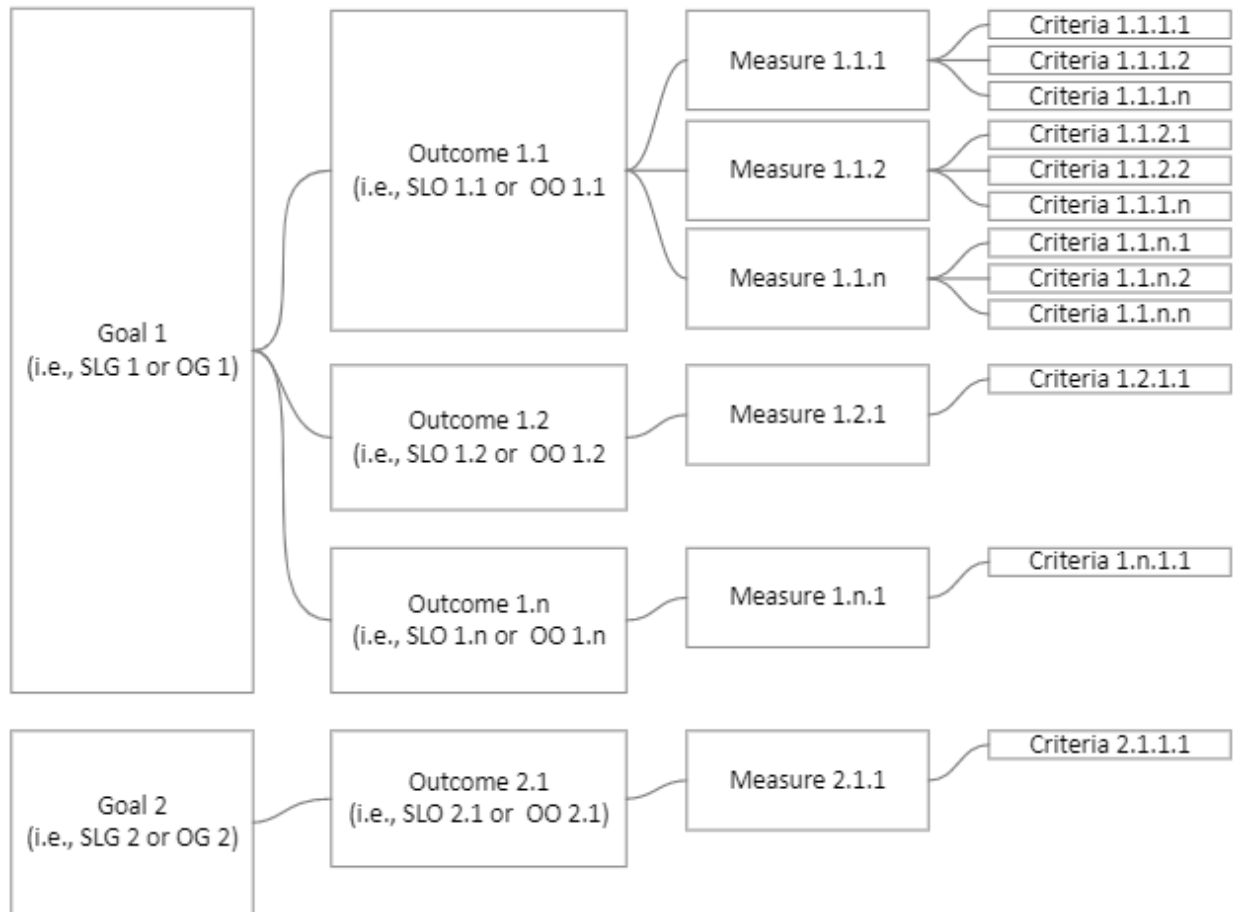 Goal 1
(i.e., SLG 1 or OG 1)
Outcome 1.1
(i.e., SLO 1.1 or  OO 1.1
Measure 1.1.1
Criteria 1.1.1.1
Criteria 1.1.1.2
Criteria 1.1.1.n
Measure 1.1.2
Criteria 1.1.2.1
Criteria 1.1.2.2
Criteria 1.1.1.n
Measure 1.1.n
Criteria 1.1.n.1
Criteria 1.1.n.2
Criteria 1.1.n.n
Outcome 1.2
(i.e., SLO 1.2 or  OO 1.2
Measure 1.2.1
Criteria 1.2.1.1
Outcome 1.n
(i.e., SLO 1.n or  OO 1.n
Measure 1.n.1
Criteria 1.n.1.1
Goal 2
(i.e., SLG 2 or OG 2)
Outcome 2.1
(i.e., SLO 2.1 or  OO 2.1)
Measure 2.1.1
Criteria 2.1.1.1